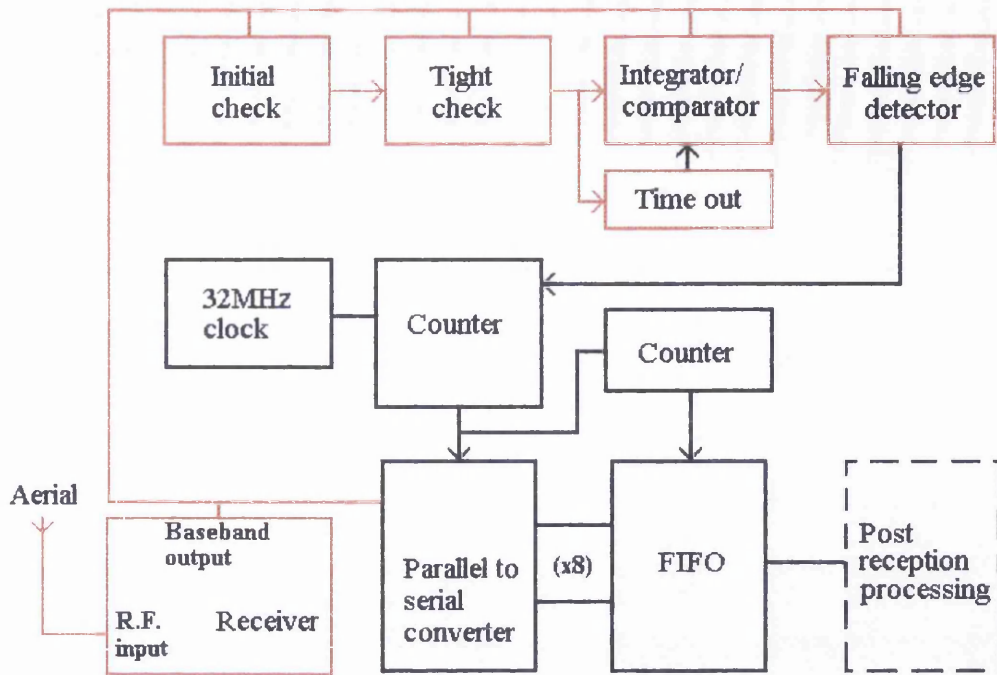 Initial
check
Tight
check
Integrator/
comparator
Falling edge
detector
Time out
32MHz
clock
Counter
Counter
Aerial
Baseband
output
R.F.
input
Receiver
Parallel to
serial
converter
(x8)
FIFO
Post
reception
processing